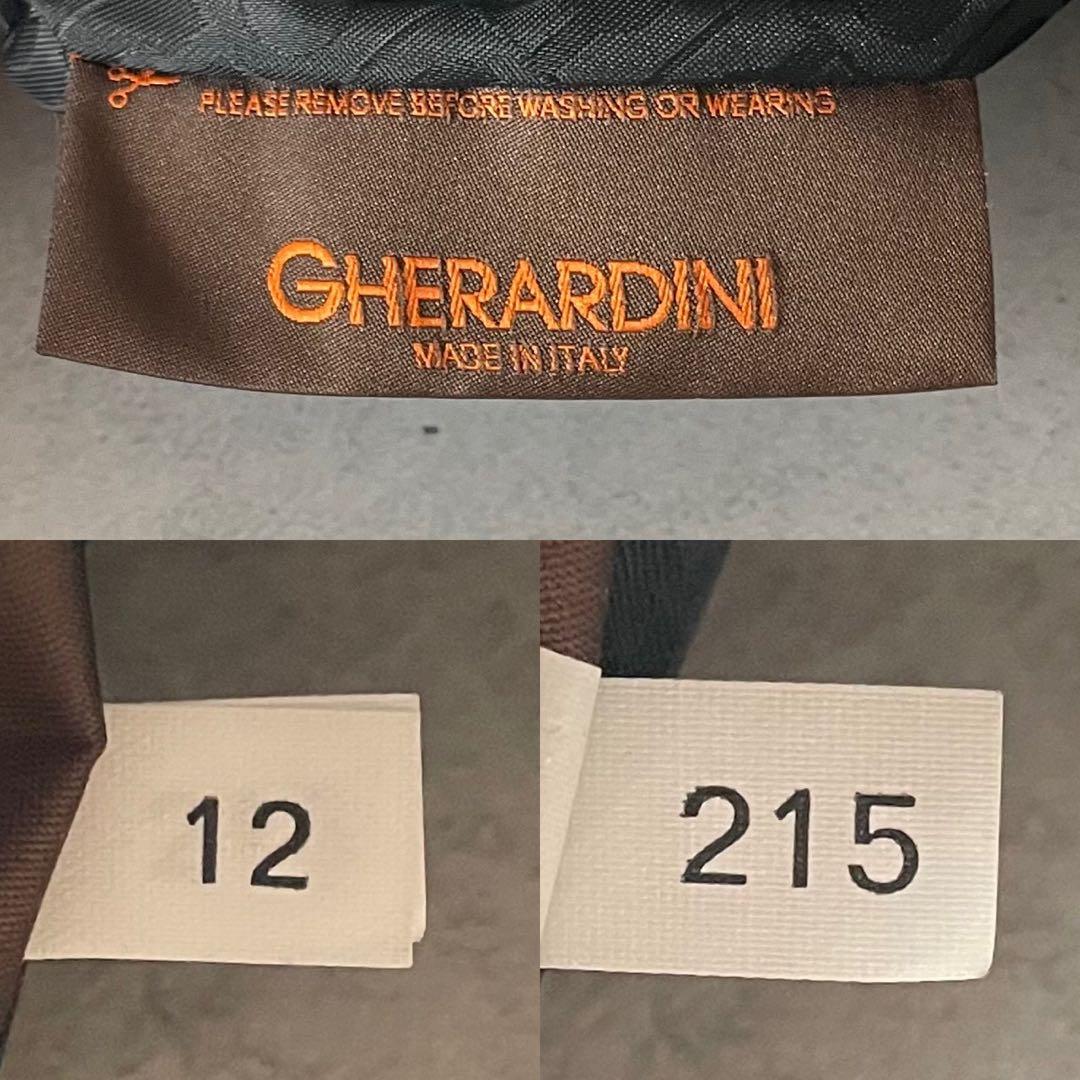 PLEASE REMOVE BEFORE WASHING OR WEARING
GHERARDINI
MADE IN ITALY
12
215